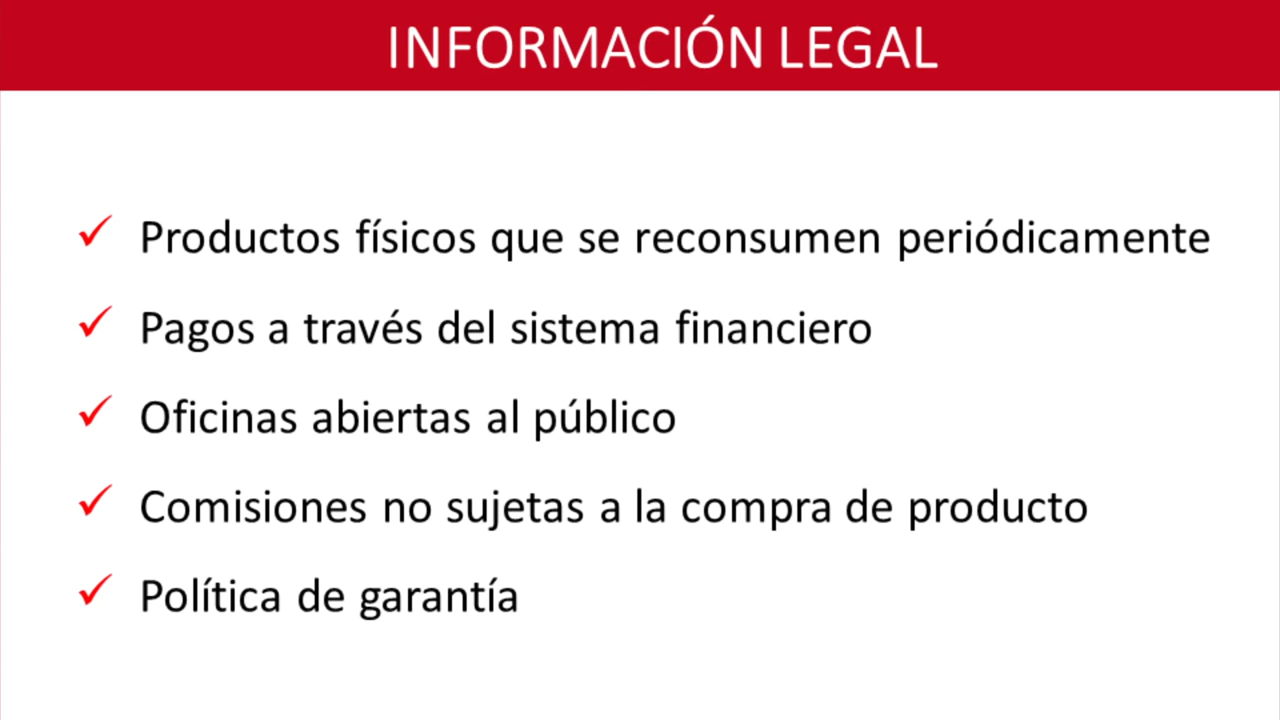 INFORMACIÓN LEGAL
Productos físicos que se reconsumen periódicamente
Pagos a través del sistema financiero
Oficinas abiertas al público
Comisiones no sujetas a la compra de producto
Política de garantía